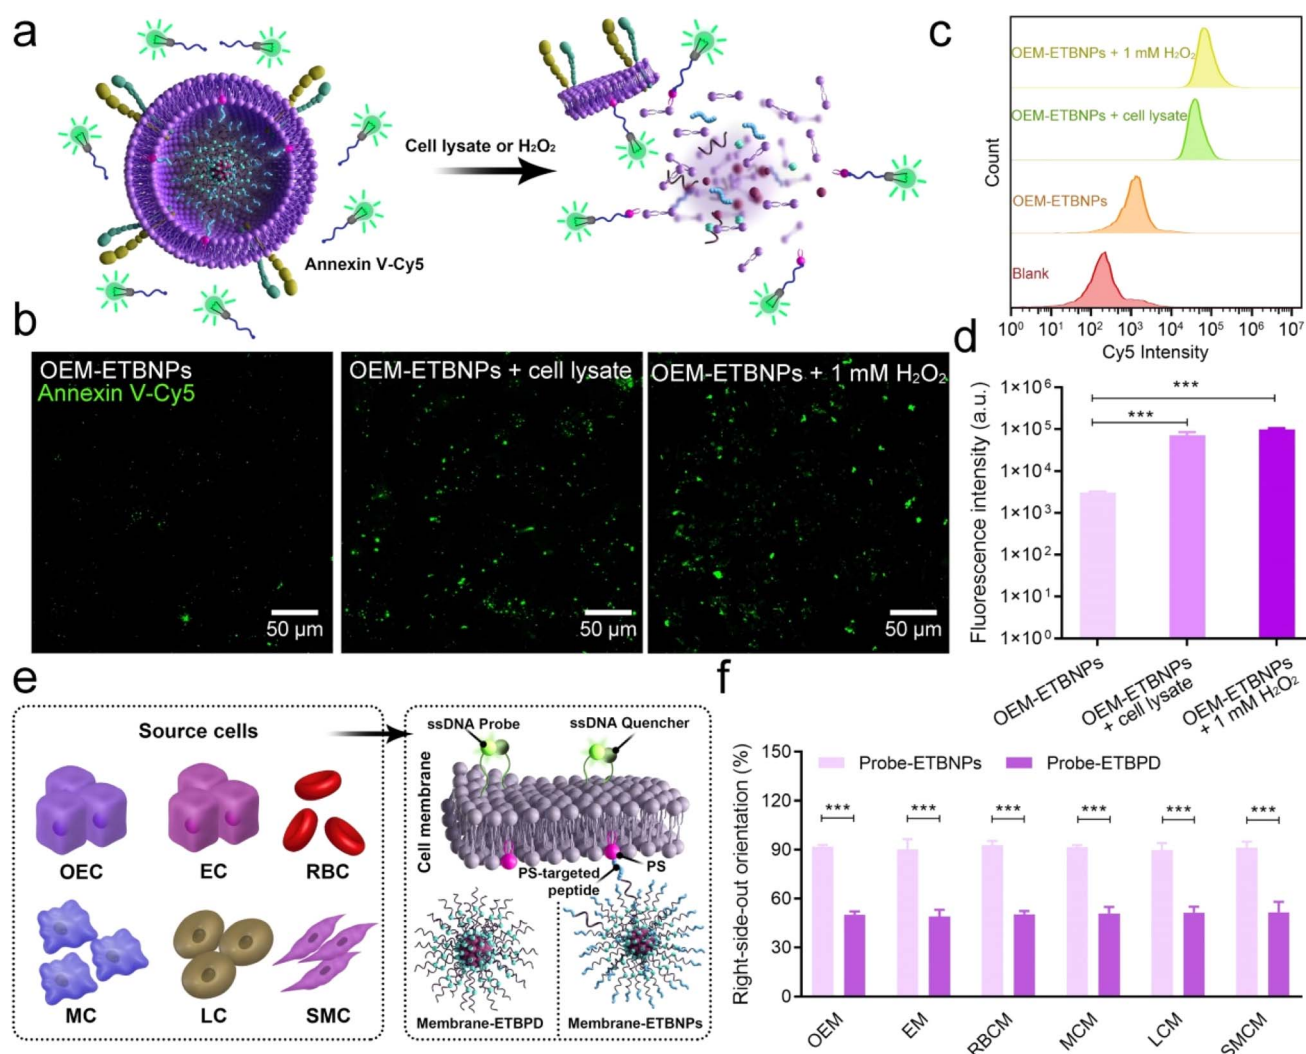 a
Cell lysate or H₂O₂
Annexin V-Cy5
b
OEM-ETBNPs
Annexin V-Cy5
OEM-ETBNPs + cell lysate
OEM-ETBNPs + 1 mM H₂O₂
50 µm
50 µm
50 µm
c
Count
OEM-ETBNPs + 1 mM H₂O₂
OEM-ETBNPs + cell lysate
OEM-ETBNPs
Blank
10⁰ 10¹ 10² 10³ 10⁴ 10⁵ 10⁶ 10⁷
Cy5 Intensity
d
Fluorescence intensity (a.u.)
1×10⁶
1×10⁵
1×10⁴
1×10³
1×10²
1×10¹
1×10⁰
***
***
OEM-ETBNPs
OEM-ETBNPs
+ cell lysate
OEM-ETBNPs
+ 1 mM H₂O₂
e
Source cells
OEC
EC
RBC
MC
LC
SMC
ssDNA Probe
ssDNA Quencher
Cell membrane
PS-targeted
peptide
PS
Membrane-ETBPD
Membrane-ETBNPs
f
Right-side-out orientation (%)
150
120
90
60
30
0
Probe-ETBNPs
Probe-ETBPD
*** *** *** *** *** ***
OEM
EM
RBCM
MCM
LCM
SMCM